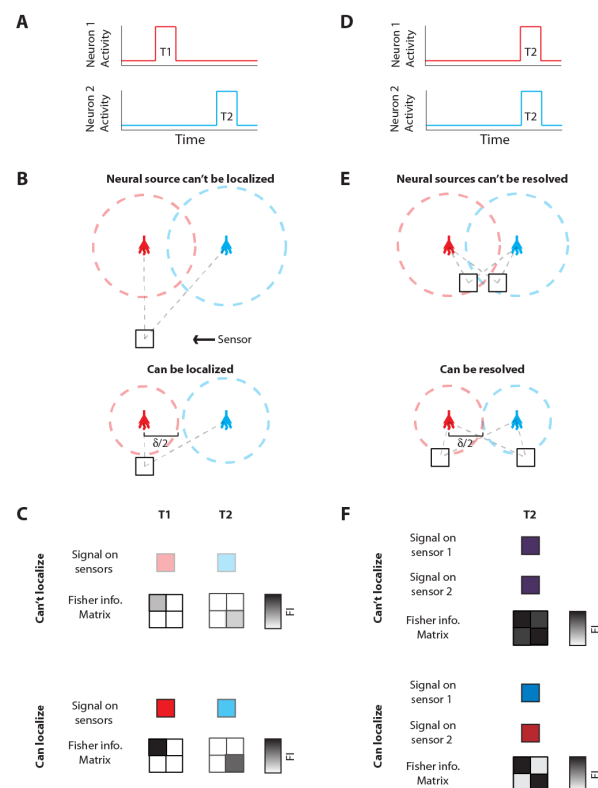 A
Neuron 1
Activity
T1
Neuron 2
Activity
T2
Time
B
Neural source can't be localized
Sensor
Can be localized
δ/2
C
T1 T2
Can't localize
Signal on
sensors
Fisher info.
Matrix
FI
Can localize
Signal on
sensors
Fisher info.
Matrix
FI
D
Neuron 1
Activity
T2
Neuron 2
Activity
T2
Time
E
Neural sources can't be resolved
Can be resolved
δ/2
F
T2
Can't localize
Signal on
sensor 1
Signal on
sensor 2
Fisher info.
Matrix
FI
Can localize
Signal on
sensor 1
Signal on
sensor 2
Fisher info.
Matrix
FI